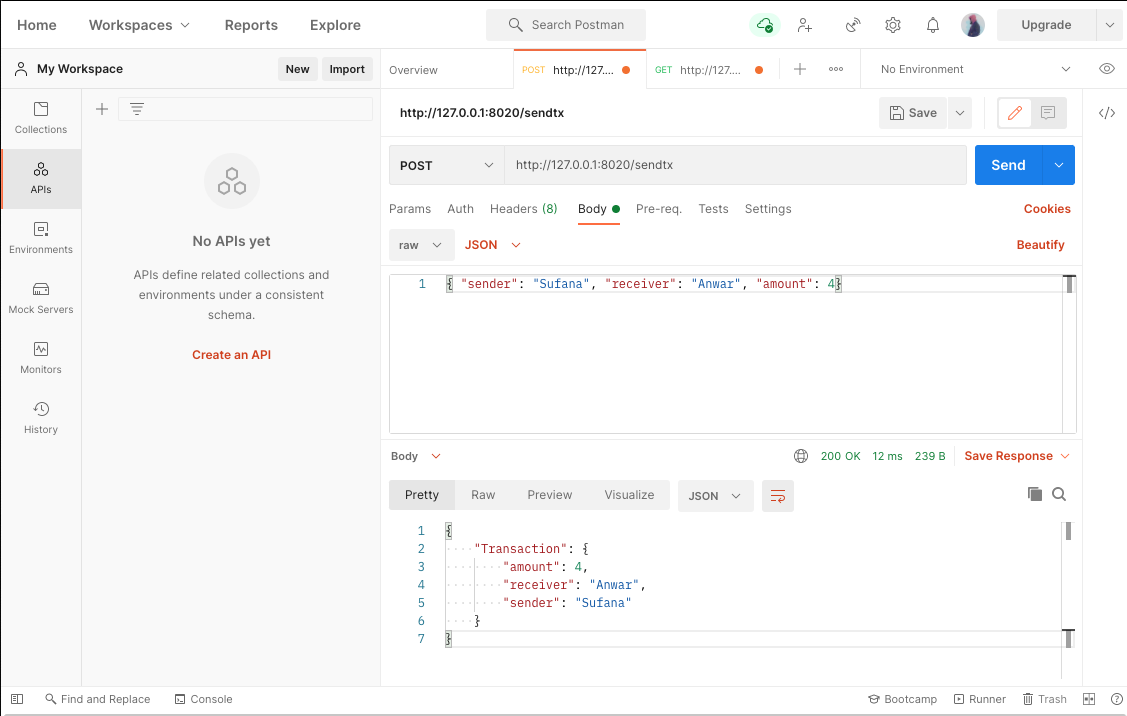 Home Workspaces Reports Explore Search Postman Upgrade
My Workspace New Import Overview POST http://127.... GET http://127.... No Environment
Collections
APIs
Environments
Mock Servers
Monitors
History
No APIs yet
APIs define related collections and
environments under a consistent
schema.
Create an API
http://127.0.0.1:8020/sendtx Save
POST http://127.0.0.1:8020/sendtx Send
Params Auth Headers (8) Body Pre-req. Tests Settings Cookies
raw JSON Beautify
1 { "sender": "Sufana", "receiver": "Anwar", "amount": 4}
Body 200 OK 12 ms 239 B Save Response
Pretty Raw Preview Visualize JSON
1 {
2 "Transaction": {
3 "amount": 4,
4 "receiver": "Anwar",
5 "sender": "Sufana"
6 }
7 }
Find and Replace Console Bootcamp Runner Trash